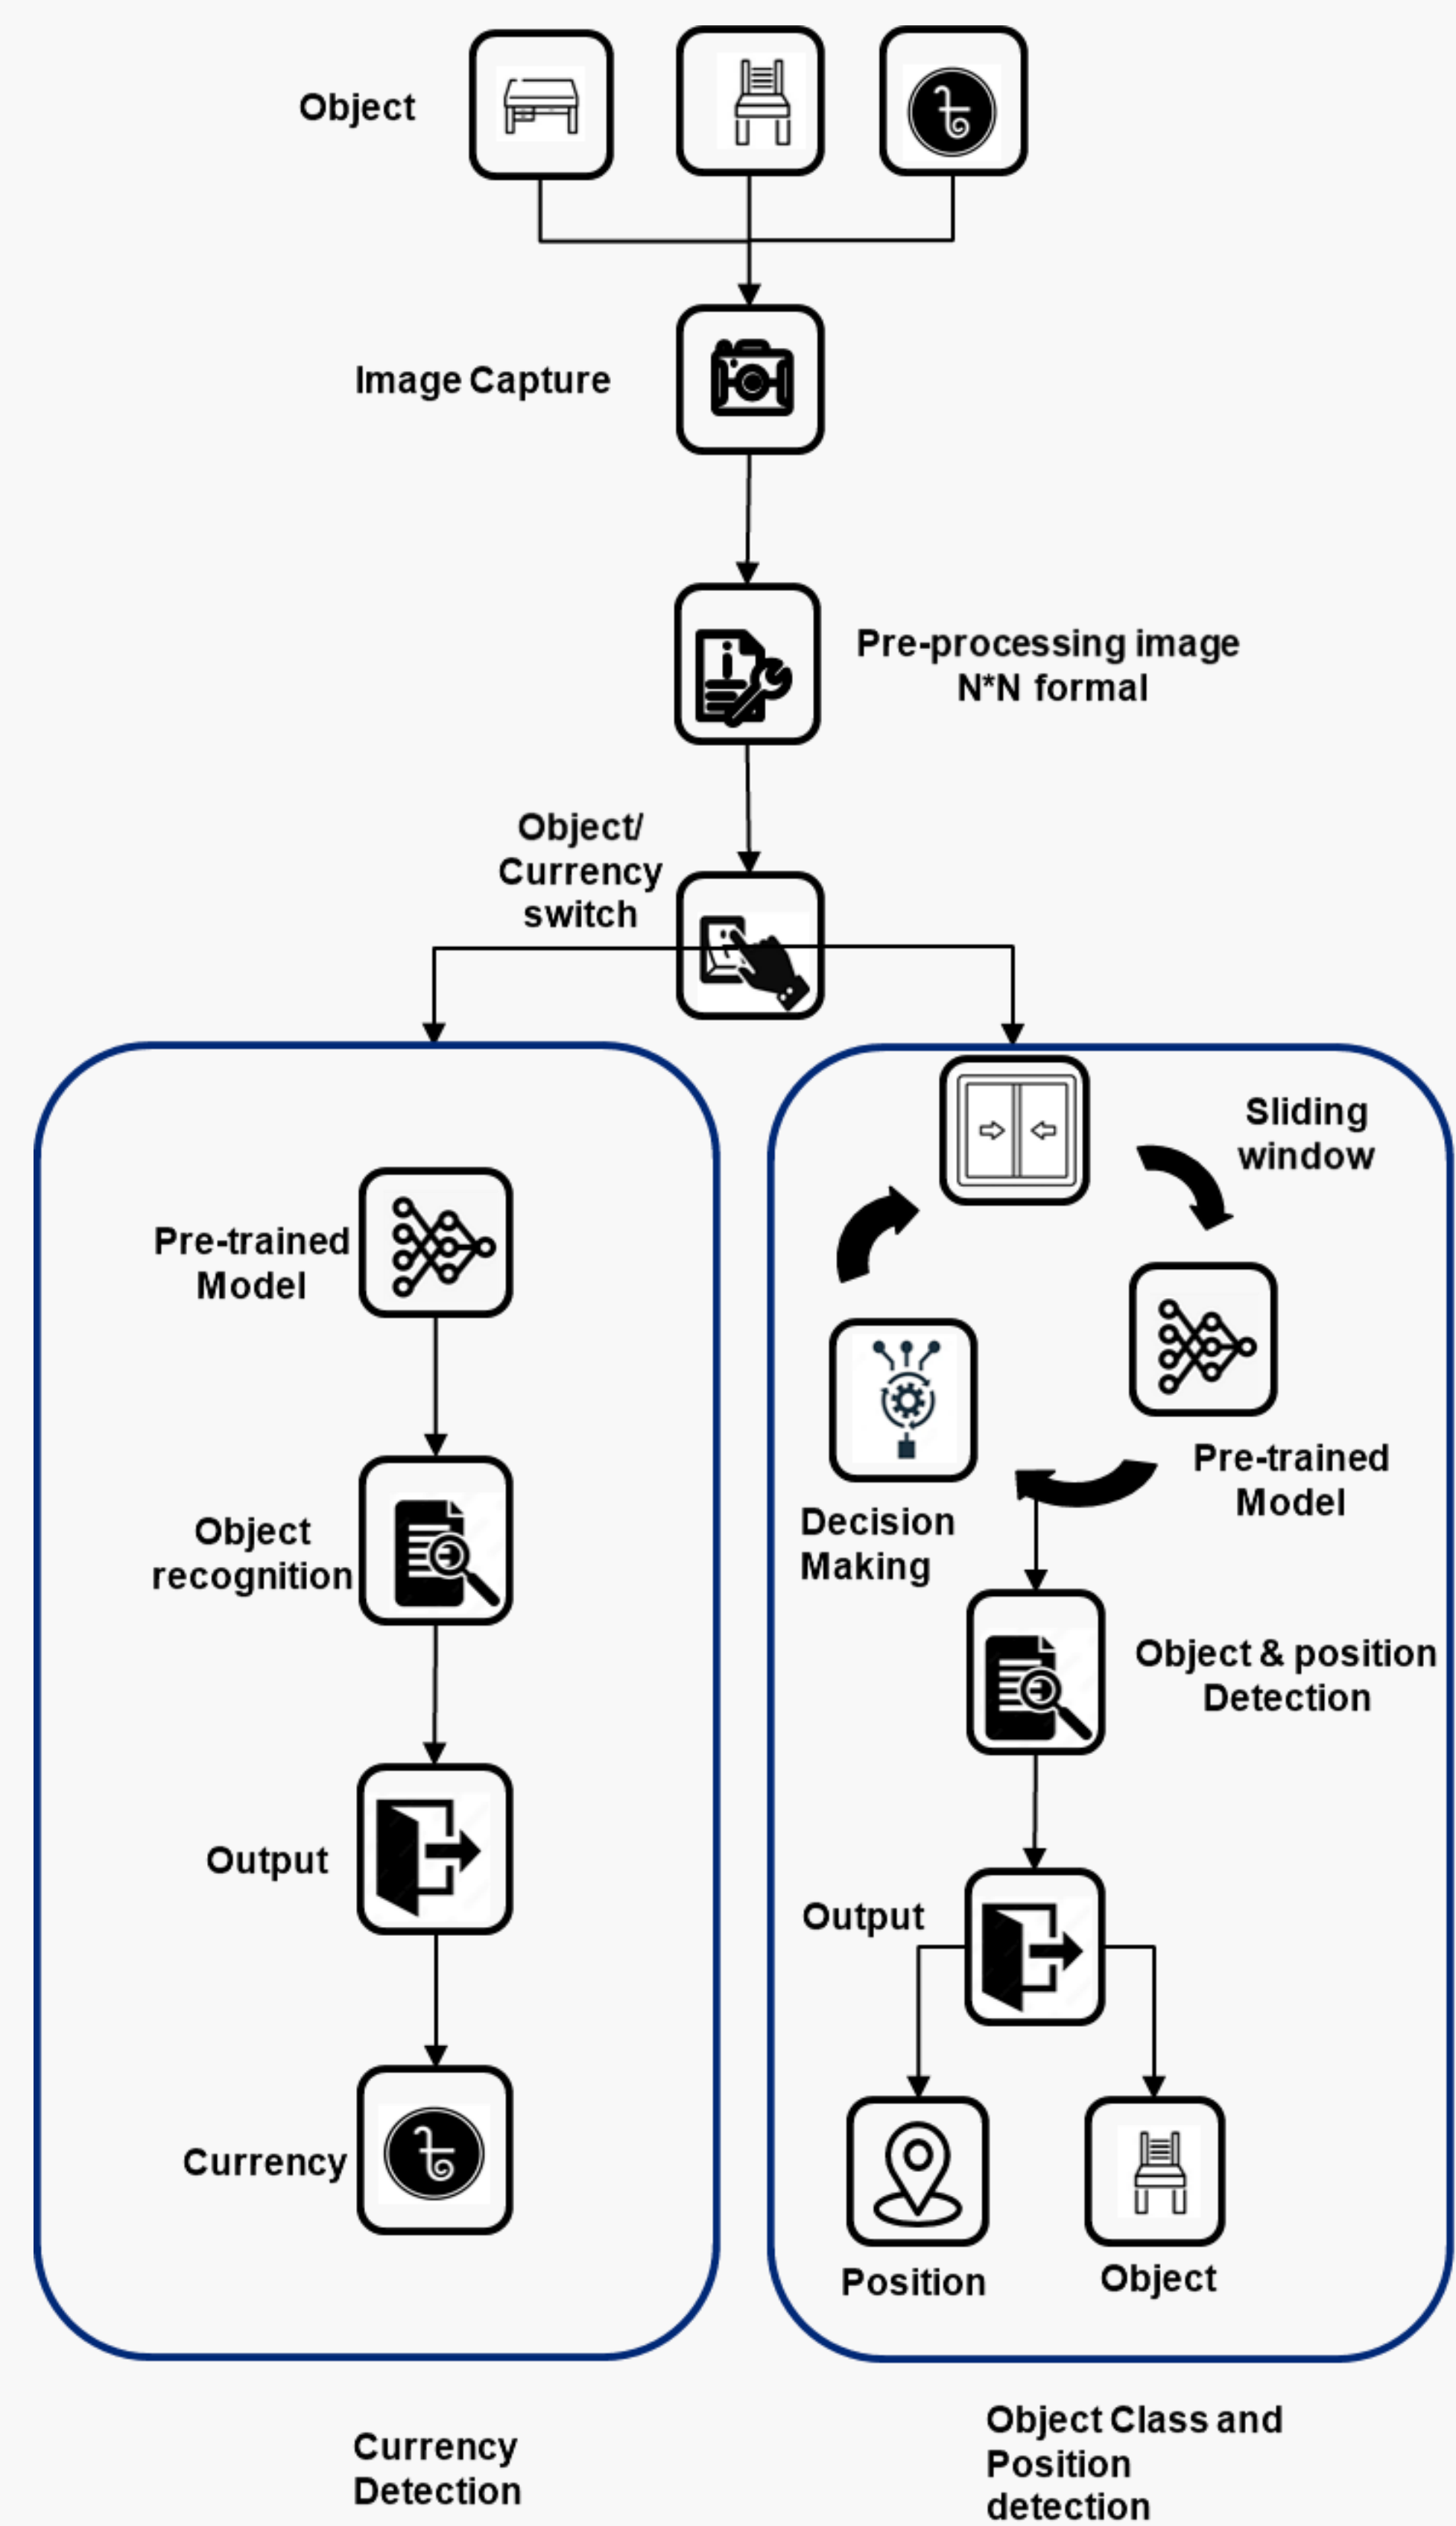 Object
Image Capture
Pre-processing image
N*N formal
Object/
Currency
switch
Pre-trained
Model
Object
recognition
Output
Currency
Sliding
window
Pre-trained
Model
Decision
Making
Object & position
Detection
Output
Position
Object
Currency
Detection
Object Class and
Position
detection